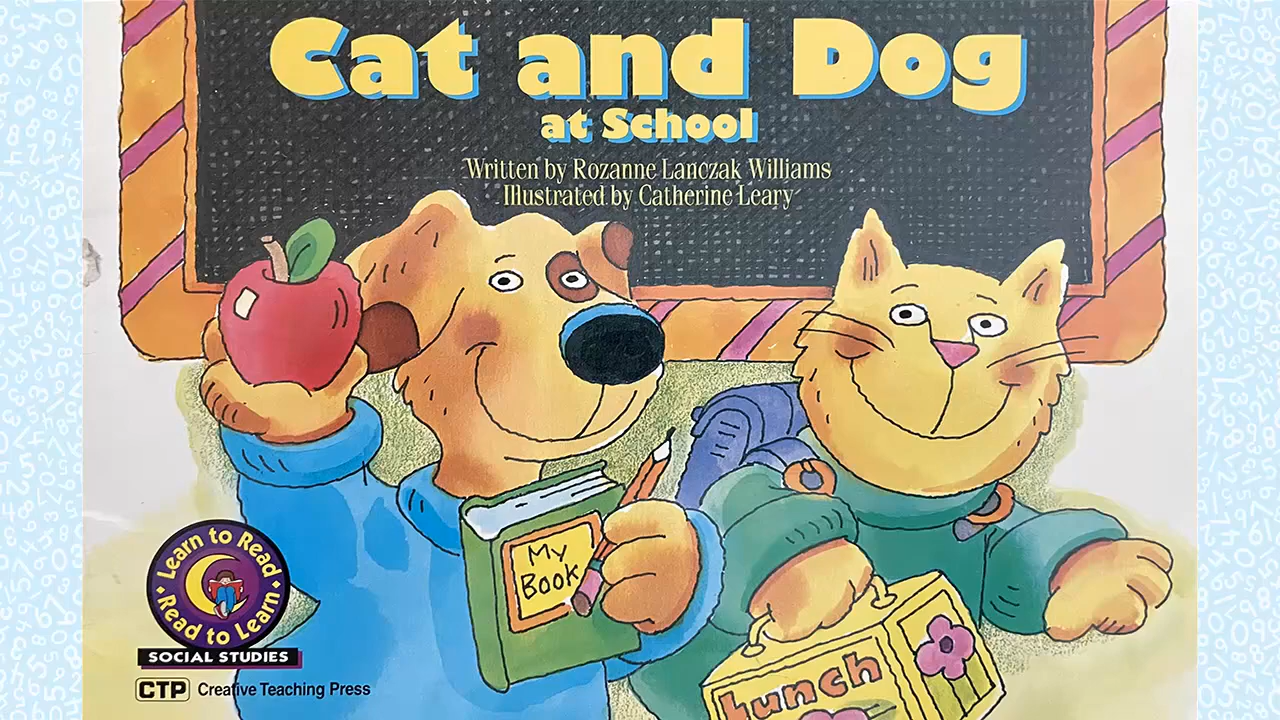 Cat and Dog
at School
Written by Rozanne Lanczak Williams
Illustrated by Catherine Leary
My
Book
Learn to Read
Read to Learn
SOCIAL STUDIES
CTP Creative Teaching Press
Lunch